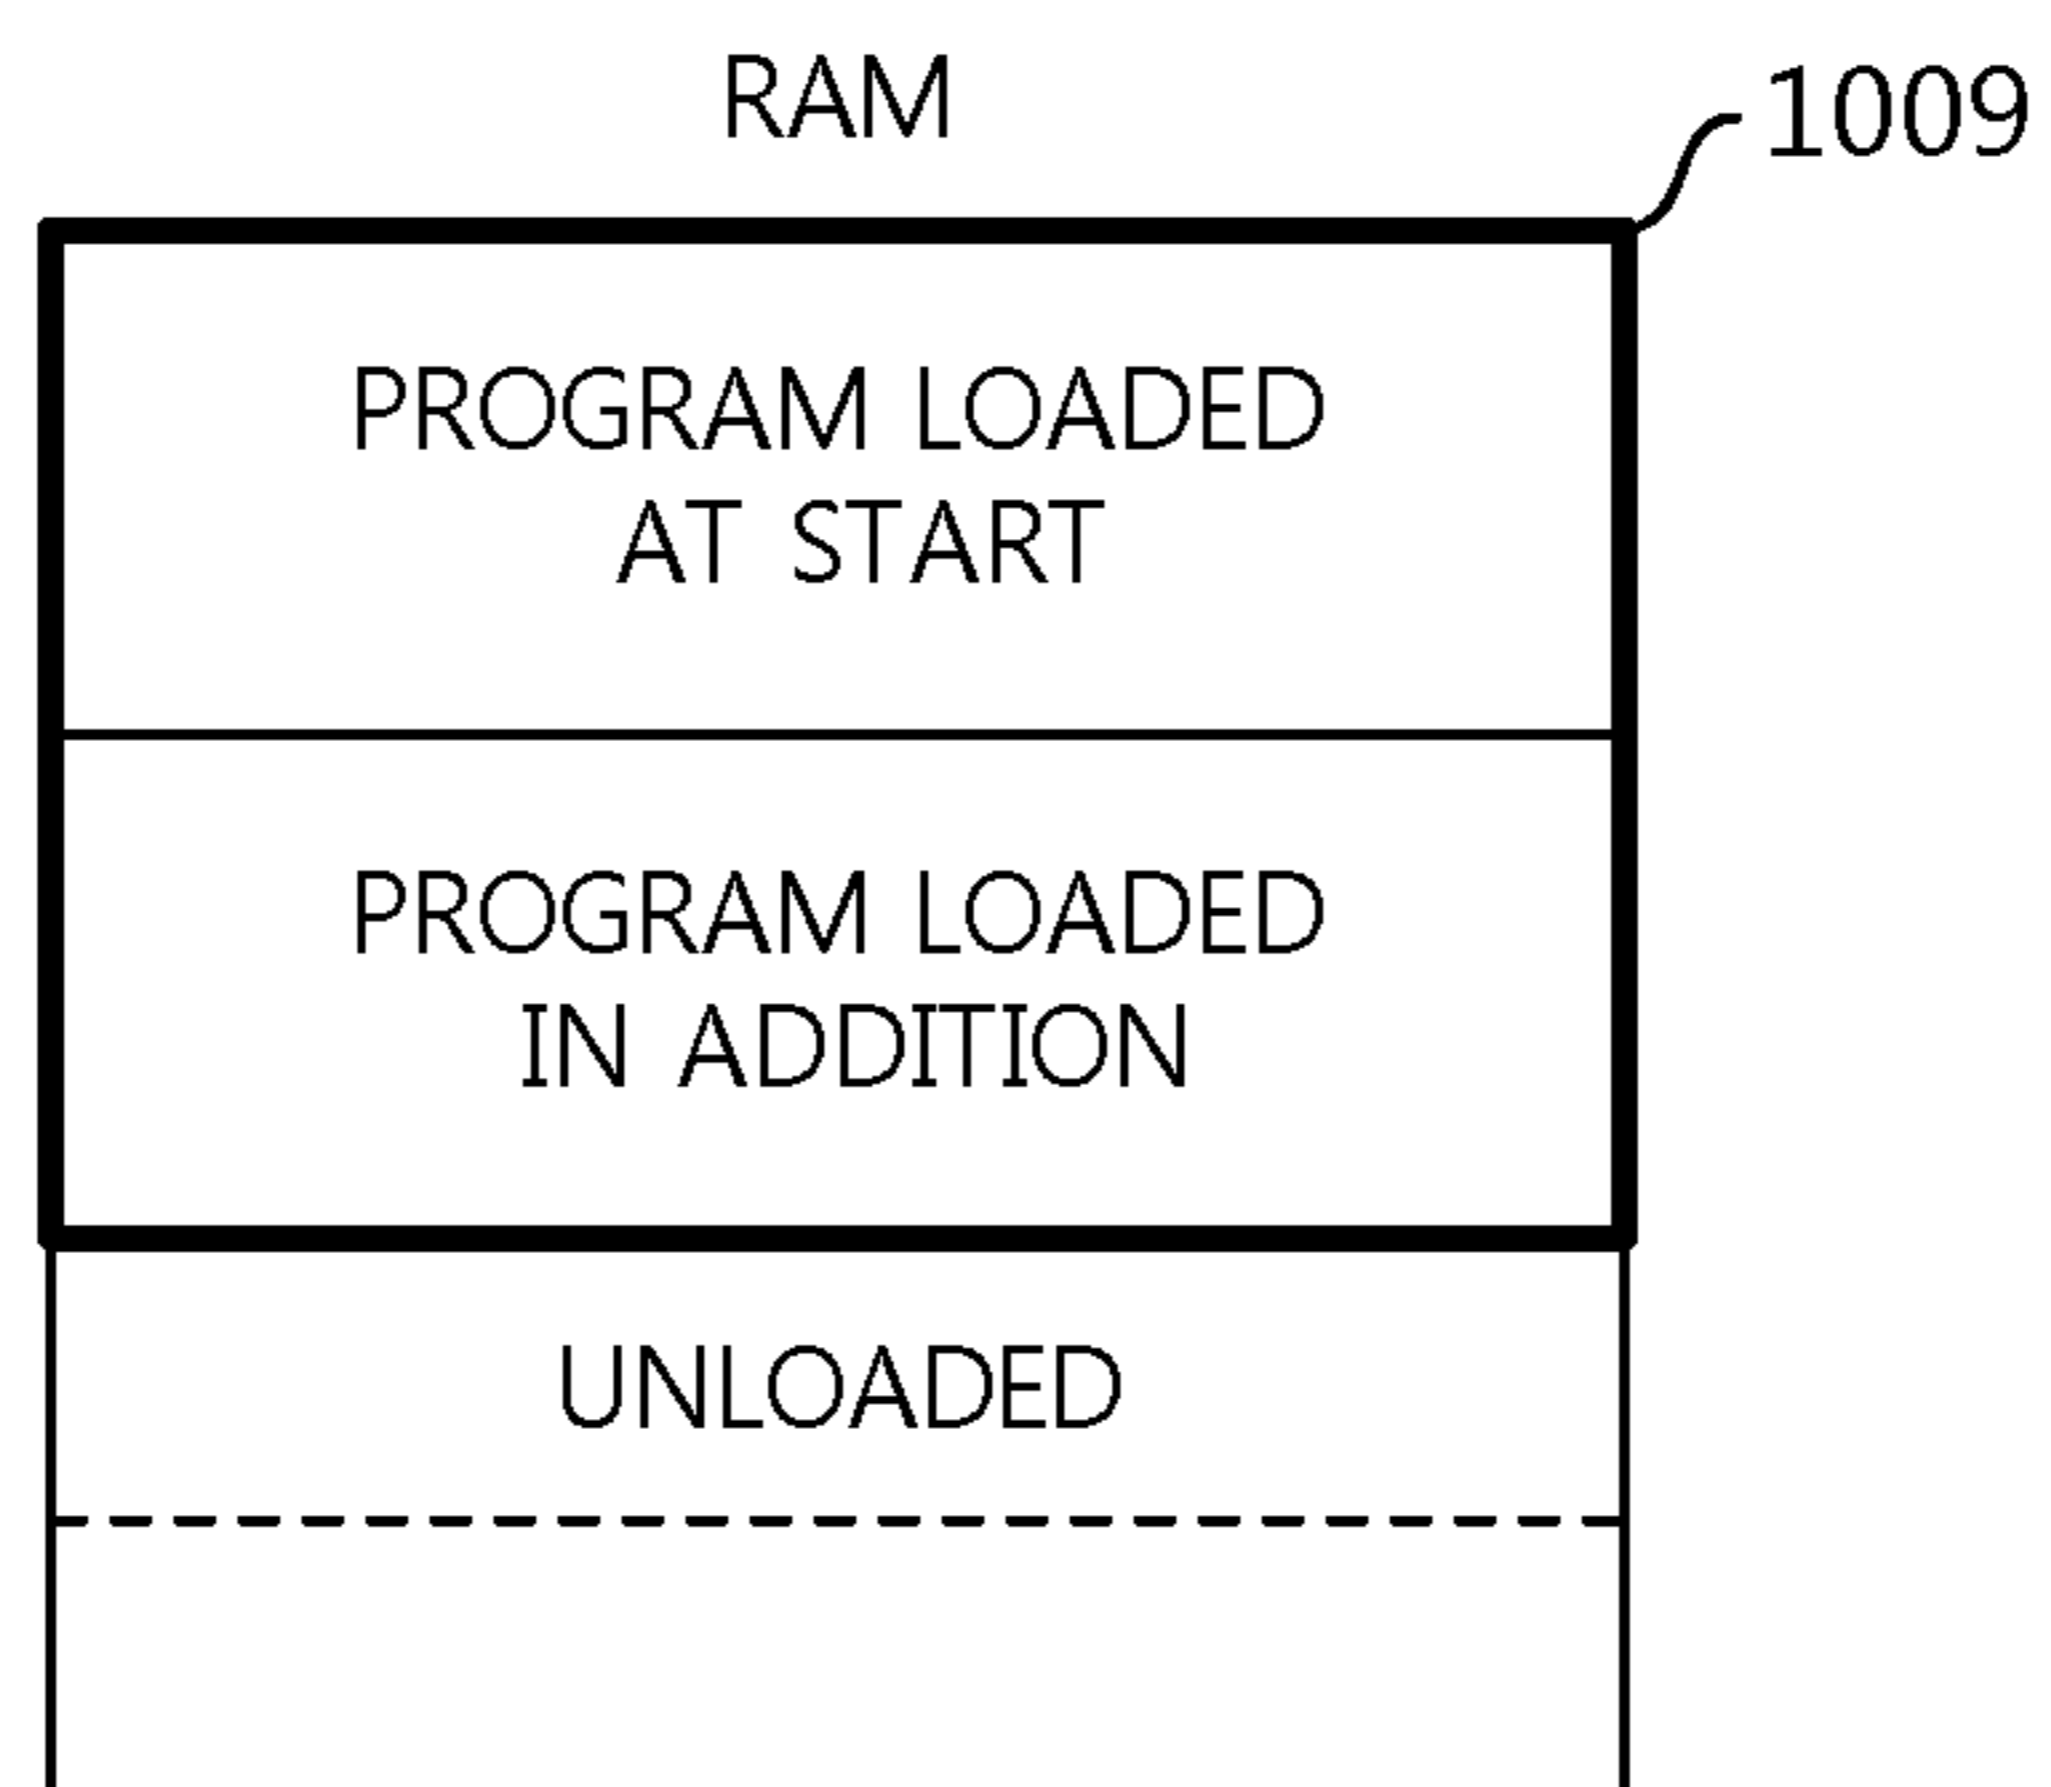 RAM
1009
PROGRAM LOADED
AT START
PROGRAM LOADED
IN ADDITION
UNLOADED